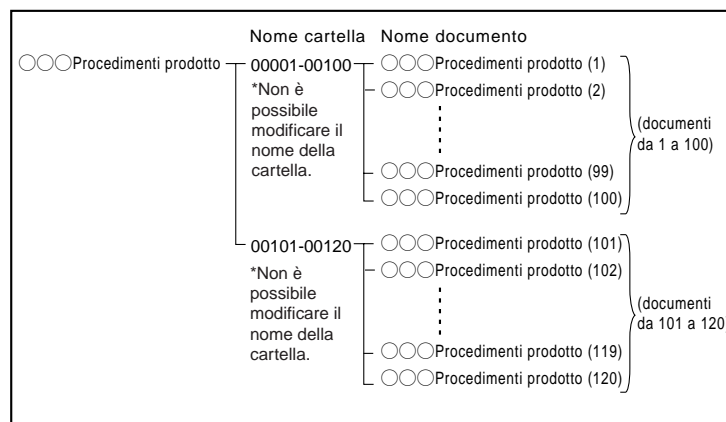 Nome cartella Nome documento
○○○Procedimenti prodotto 00001-00100 ○○○Procedimenti prodotto (1)
*Non è
possibile
modificare il
nome della
cartella.
○○○Procedimenti prodotto (2)
○○○Procedimenti prodotto (99)
○○○Procedimenti prodotto (100)
(documenti
da 1 a 100)
00101-00120 ○○○Procedimenti prodotto (101)
*Non è
possibile
modificare il
nome della
cartella.
○○○Procedimenti prodotto (102)
○○○Procedimenti prodotto (119)
○○○Procedimenti prodotto (120)
(documenti
da 101 a 120